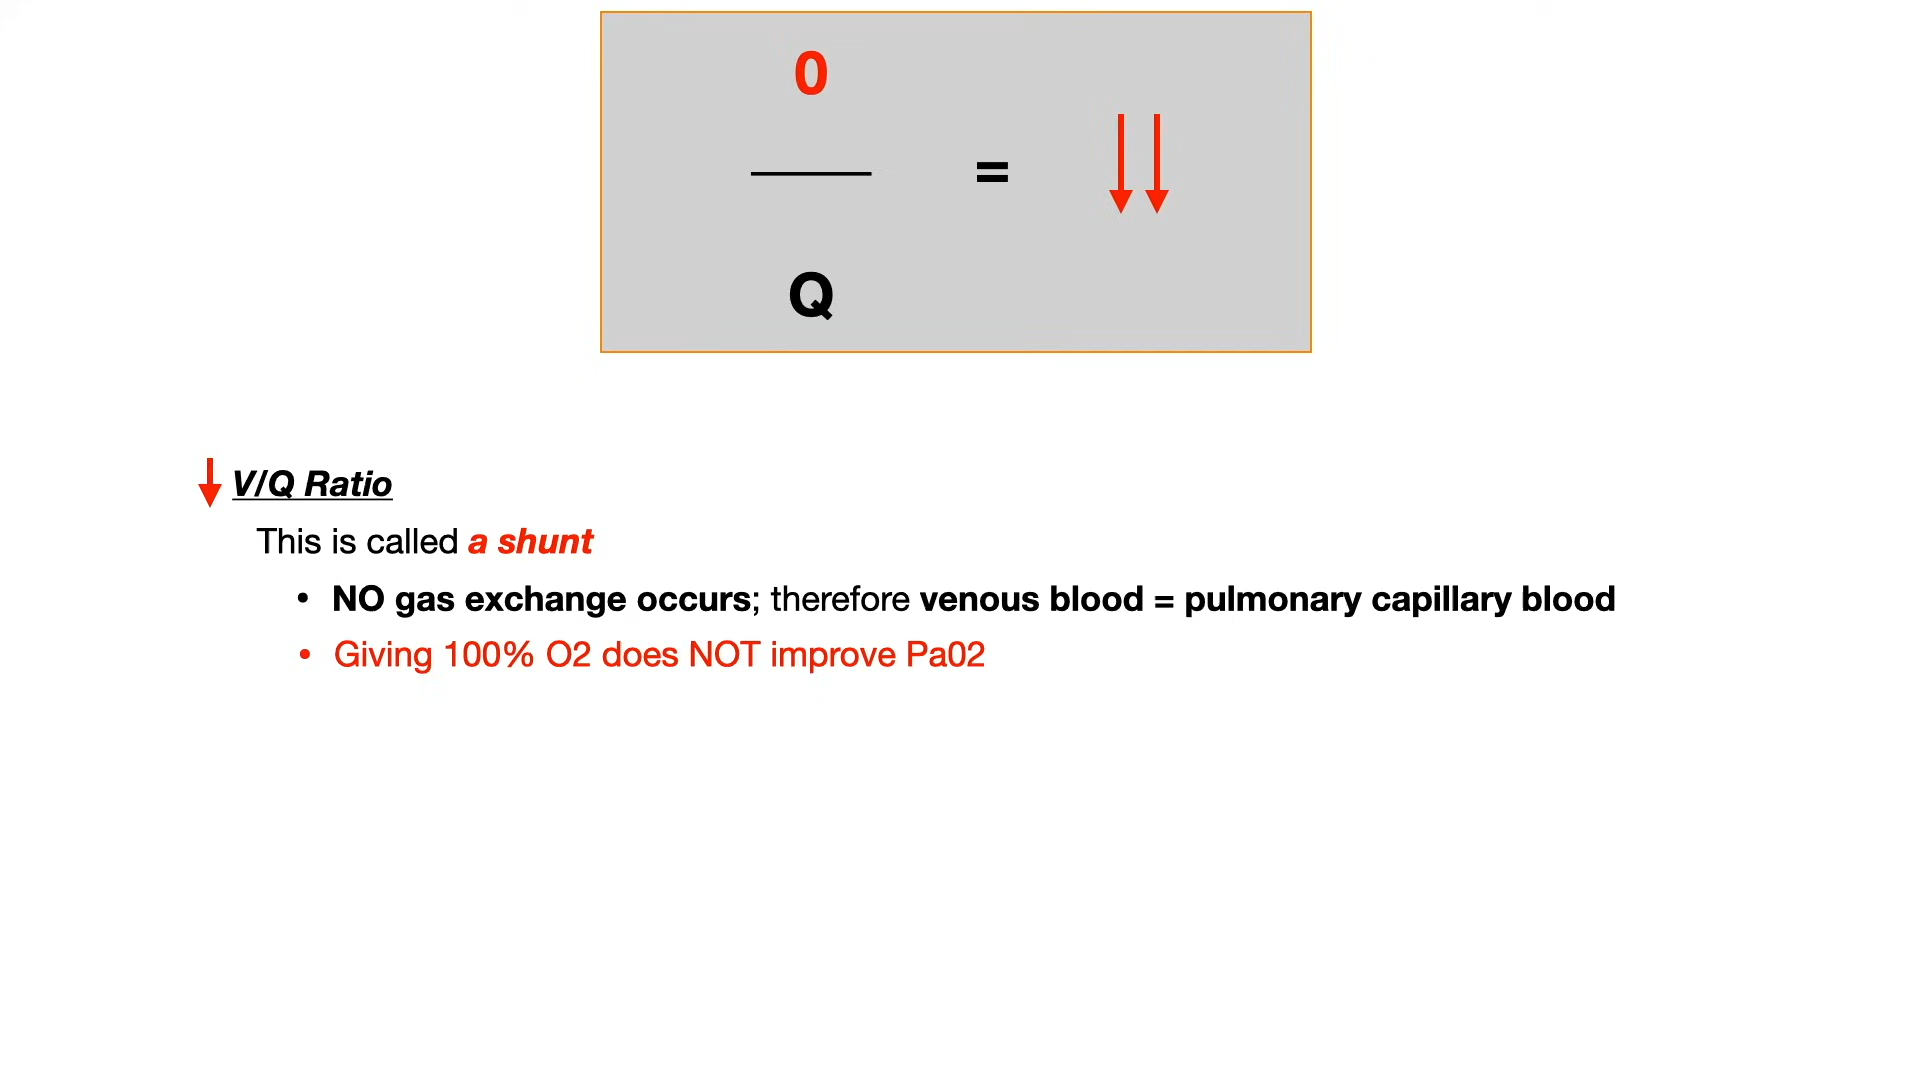 0
=
Q
V/Q Ratio
This is called a shunt
• NO gas exchange occurs; therefore venous blood = pulmonary capillary blood
• Giving 100% O2 does NOT improve Pa02